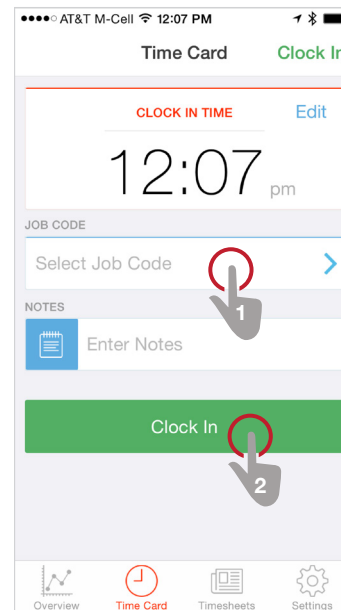 AT&T M-Cell 12:07 PM
Time Card Clock In
CLOCK IN TIME Edit
12:07 pm
JOB CODE
Select Job Code
1
NOTES
Enter Notes
Clock In
2
Overview Time Card Timesheets Settings